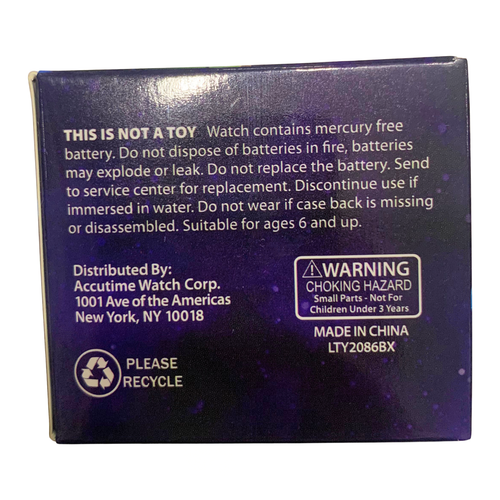 THIS IS NOT A TOY Watch contains mercury free
battery. Do not dispose of batteries in fire, batteries
may explode or leak. Do not replace the battery. Send
to service center for replacement. Discontinue use if
immersed in water. Do not wear if case back is missing
or disassembled. Suitable for ages 6 and up.
Distributed By:
Accutime Watch Corp.
1001 Ave of the Americas
New York, NY 10018
PLEASE
RECYCLE
WARNING
CHOKING HAZARD
Small Parts - Not For
Children Under 3 Years
MADE IN CHINA
LTY2086BX